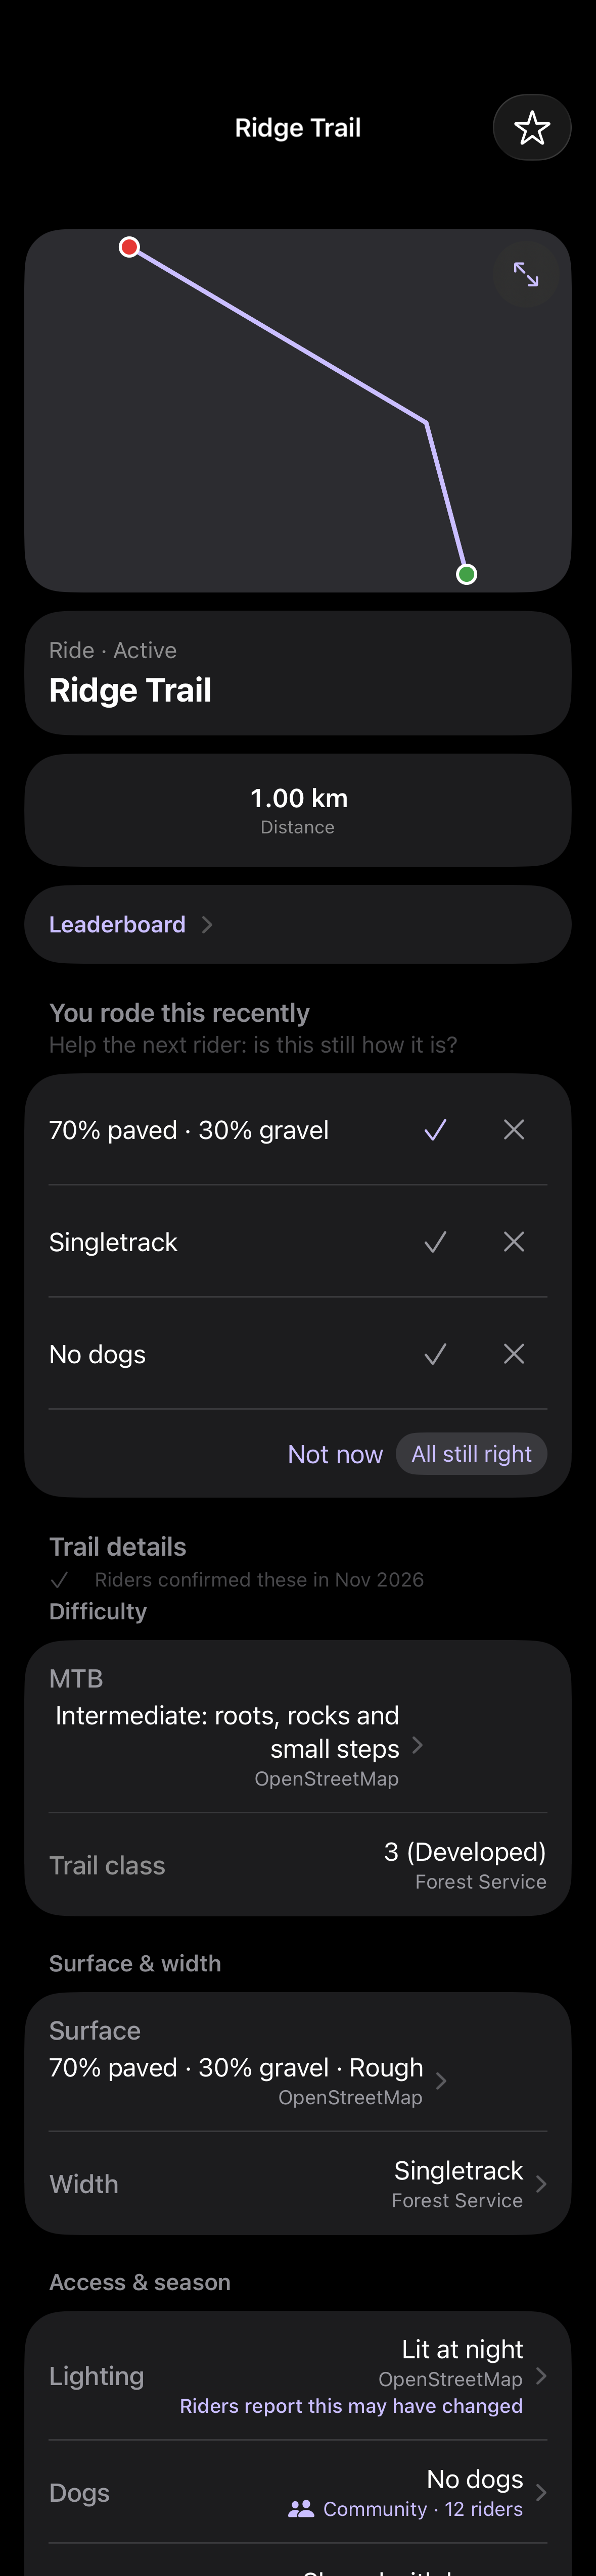 Ridge Trail
Ride · Active
Ridge Trail
1.00 km
Distance
Leaderboard
You rode this recently
Help the next rider: is this still how it is?
70% paved · 30% gravel
Singletrack
No dogs
Not now
All still right
Trail details
Riders confirmed these in Nov 2026
Difficulty
MTB
Intermediate: roots, rocks and
small steps
OpenStreetMap
Trail class
3 (Developed)
Forest Service
Surface & width
Surface
70% paved · 30% gravel · Rough
OpenStreetMap
Width
Singletrack
Forest Service
Access & season
Lighting
Lit at night
OpenStreetMap
Riders report this may have changed
Dogs
No dogs
Community · 12 riders